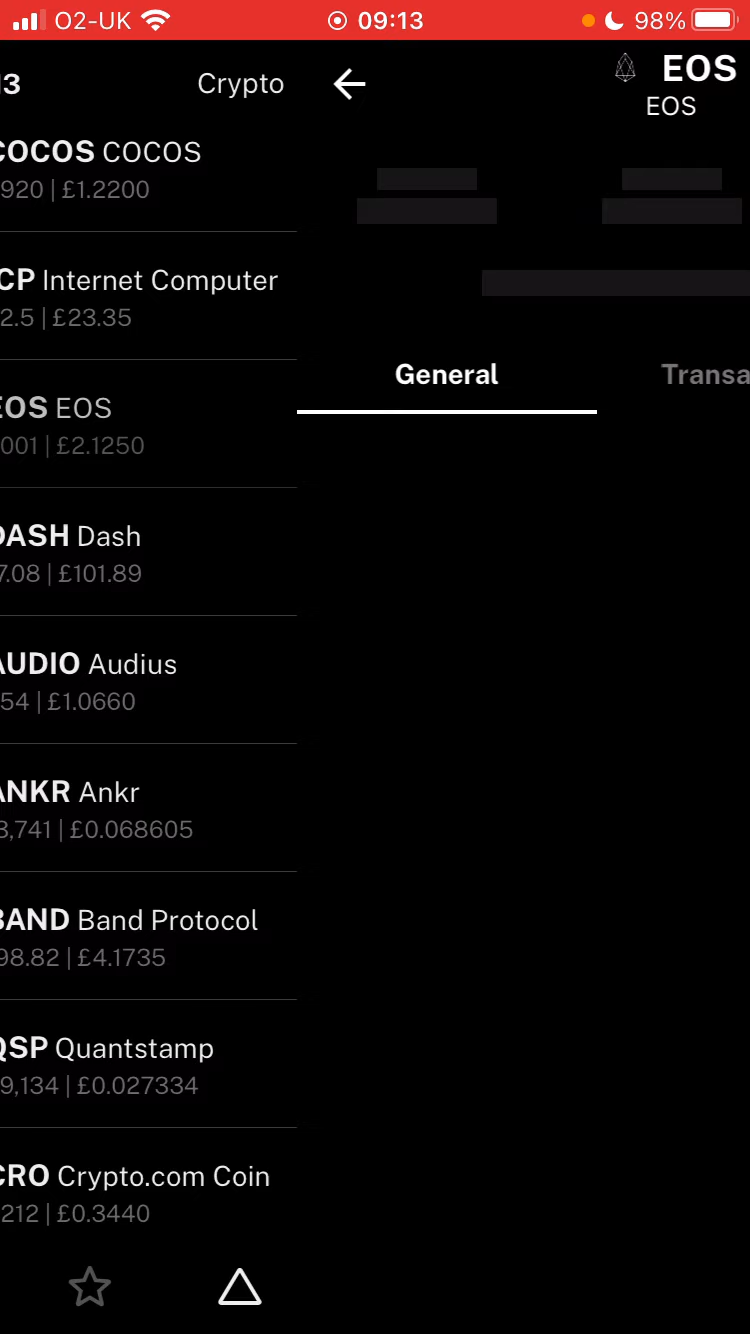 O2-UK 09:13 98%
13 Crypto
COCOS COCOS
920 | £1.2200
ICP Internet Computer
2.5 | £23.35
EOS EOS
001 | £2.1250
DASH Dash
7.08 | £101.89
AUDIO Audius
54 | £1.0660
ANKR Ankr
3,741 | £0.068605
BAND Band Protocol
98.82 | £4.1735
QSP Quantstamp
9,134 | £0.027334
CRO Crypto.com Coin
212 | £0.3440
EOS
EOS
General Transa